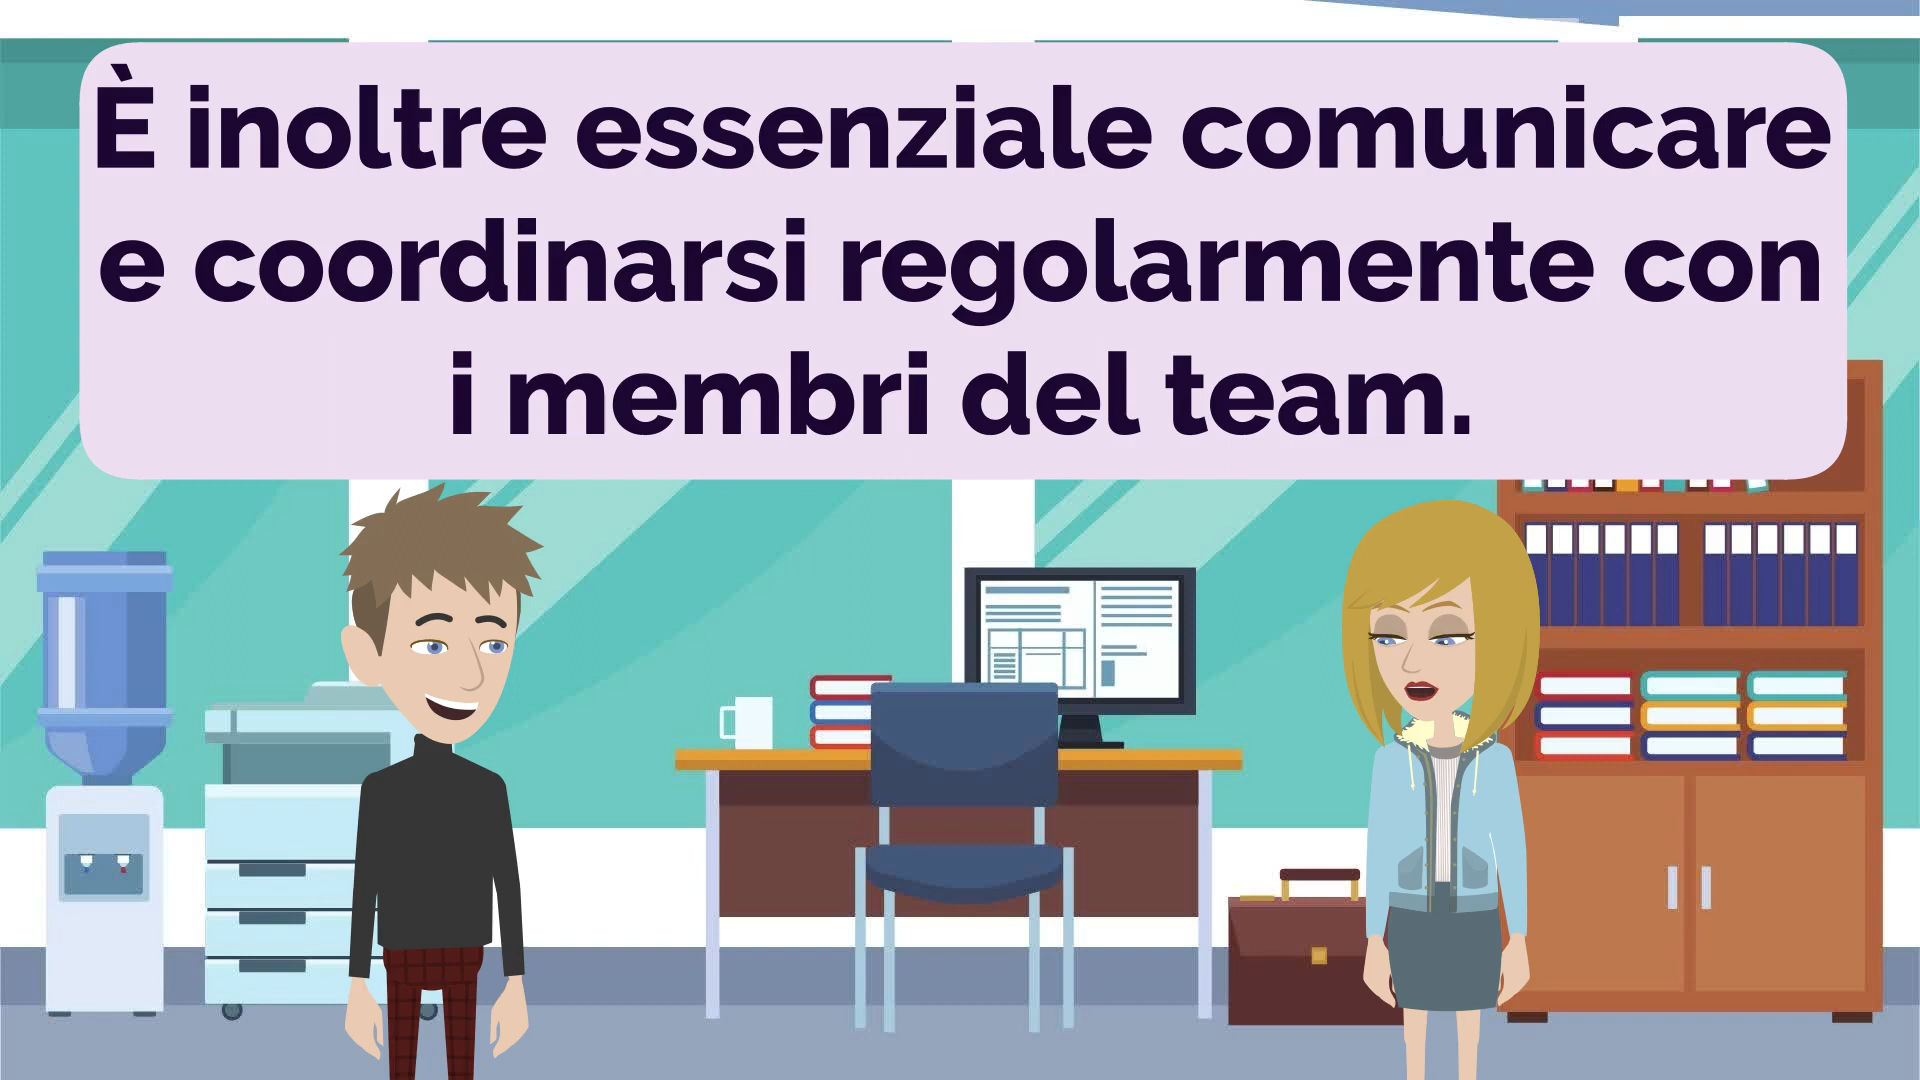 È inoltre essenziale comunicare
e coordinarsi regolarmente con
i membri del team.